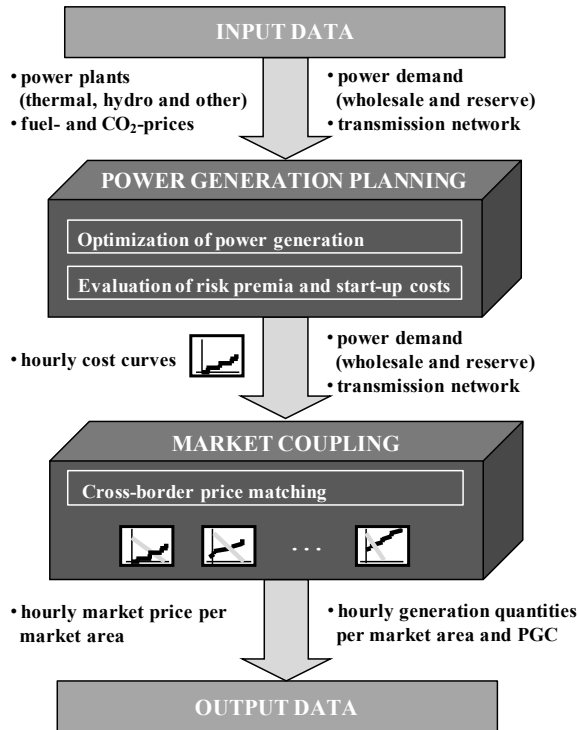 INPUT DATA
• power plants
(thermal, hydro and other)
• fuel- and CO₂-prices
• power demand
(wholesale and reserve)
• transmission network
POWER GENERATION PLANNING
Optimization of power generation
Evaluation of risk premia and start-up costs
• hourly cost curves
• power demand
(wholesale and reserve)
• transmission network
MARKET COUPLING
Cross-border price matching
. . .
• hourly market price per
market area
• hourly generation quantities
per market area and PGC
OUTPUT DATA